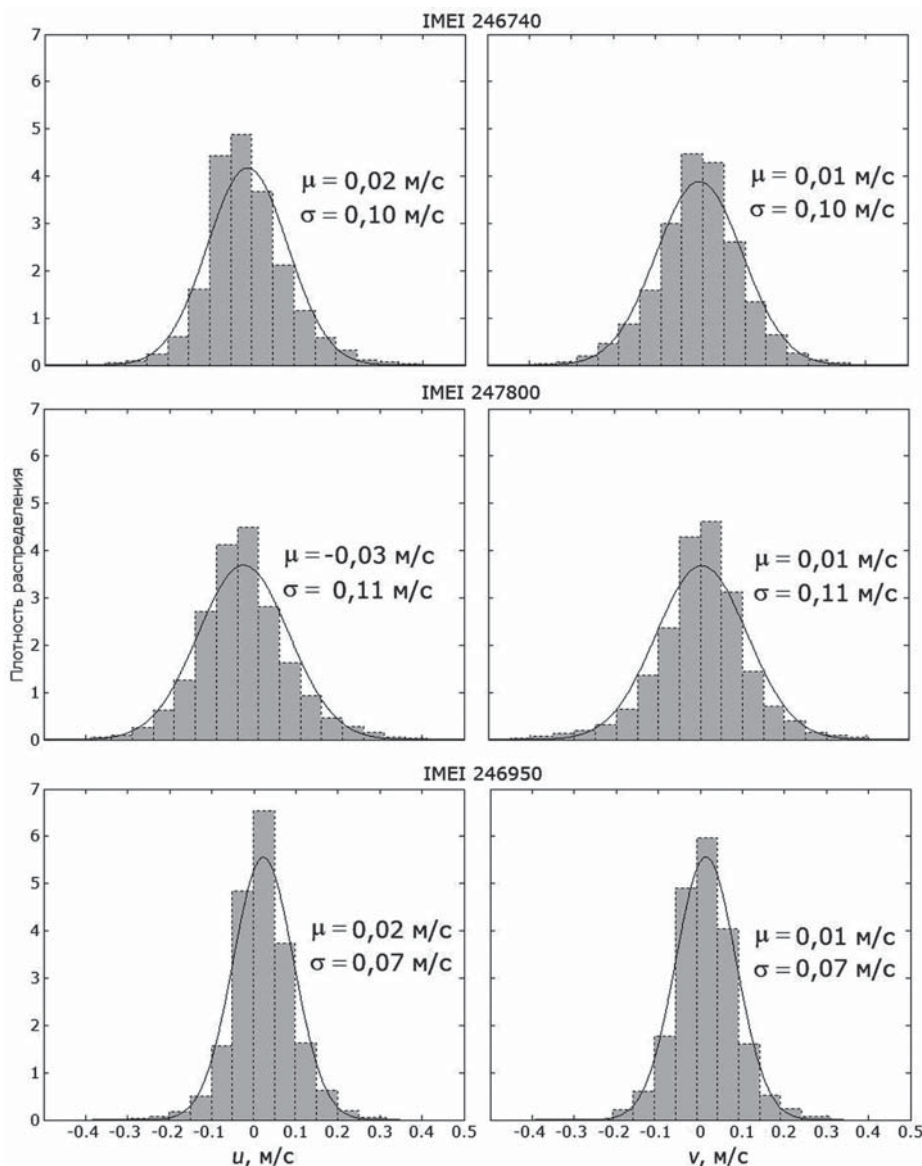 IMEI 246740
7
6
5
4
3
2
1
0
μ = 0,02 м/с
σ = 0,10 м/с
μ = 0,01 м/с
σ = 0,10 м/с
IMEI 247800
Плотность распределения
7
6
5
4
3
2
1
0
μ = -0,03 м/с
σ = 0,11 м/с
μ = 0,01 м/с
σ = 0,11 м/с
IMEI 246950
7
6
5
4
3
2
1
0
μ = 0,02 м/с
σ = 0,07 м/с
μ = 0,01 м/с
σ = 0,07 м/с
-0.4 -0.3 -0.2 -0.1 0 0.1 0.2 0.3 0.4 0.5
-0.4 -0.3 -0.2 -0.1 0 0.1 0.2 0.3 0.4 0.5
u, м/с
v, м/с